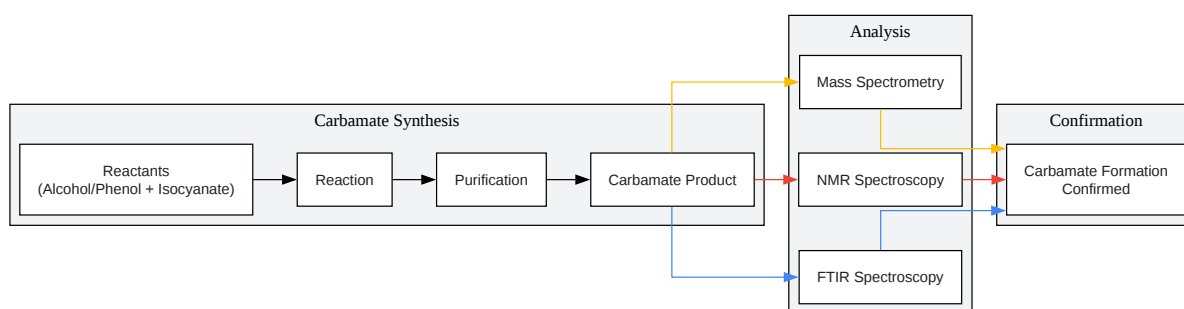 Carbamate Synthesis
Reactants
(Alcohol/Phenol + Isocyanate)
Reaction
Purification
Carbamate Product
Analysis
Mass Spectrometry
NMR Spectroscopy
FTIR Spectroscopy
Confirmation
Carbamate Formation
Confirmed